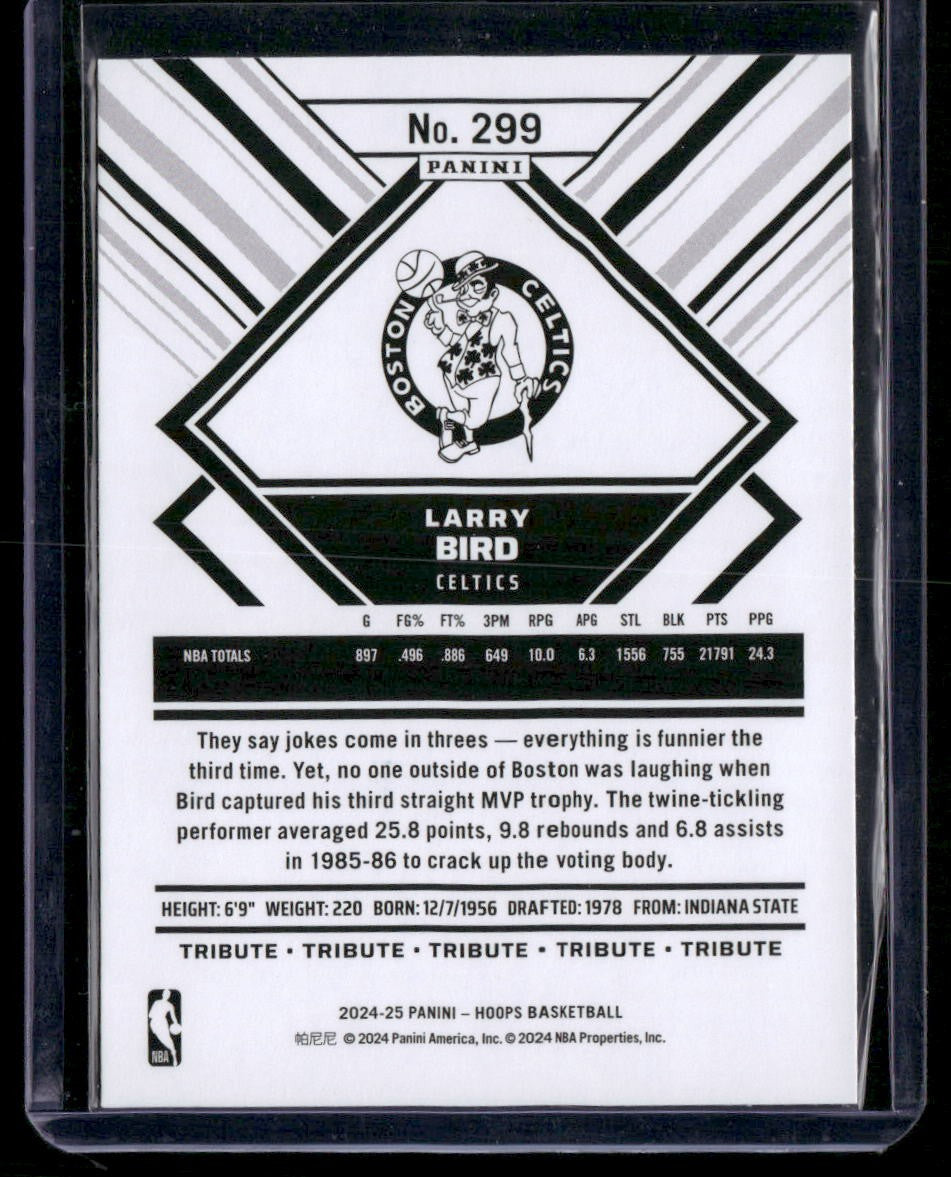 No. 299
PANINI
BOSTON CELTICS
LARRY
BIRD
CELTICS
G FG% FT% 3PM RPG APG STL BLK PTS PPG
NBA TOTALS 897 .496 .886 649 10.0 6.3 1556 755 21791 24.3
They say jokes come in threes — everything is funnier the
third time. Yet, no one outside of Boston was laughing when
Bird captured his third straight MVP trophy. The twine-tickling
performer averaged 25.8 points, 9.8 rebounds and 6.8 assists
in 1985-86 to crack up the voting body.
HEIGHT: 6'9" WEIGHT: 220 BORN: 12/7/1956 DRAFTED: 1978 FROM: INDIANA STATE
TRIBUTE • TRIBUTE • TRIBUTE • TRIBUTE • TRIBUTE
2024-25 PANINI – HOOPS BASKETBALL
帕尼尼 © 2024 Panini America, Inc. © 2024 NBA Properties, Inc.
NBA